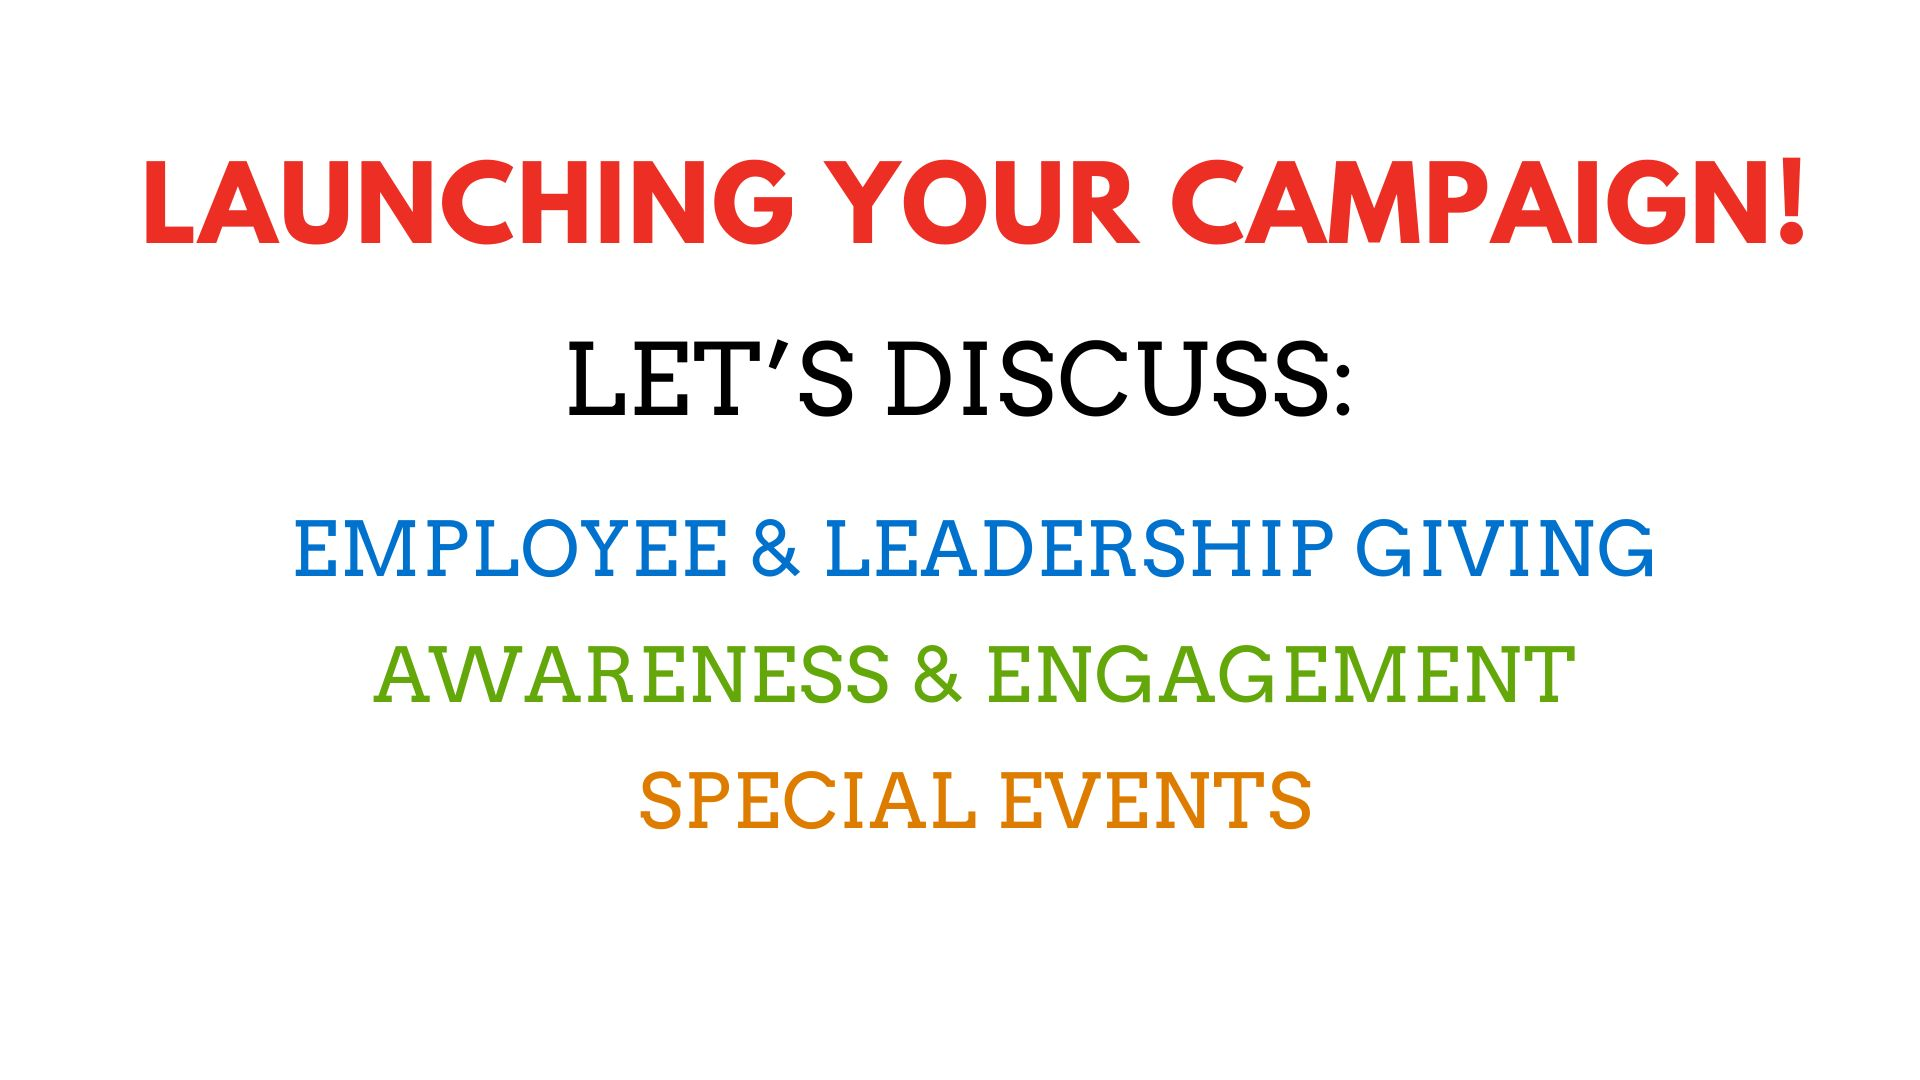 LAUNCHING YOUR CAMPAIGN!
LET’S DISCUSS:
EMPLOYEE & LEADERSHIP GIVING
AWARENESS & ENGAGEMENT
SPECIAL EVENTS